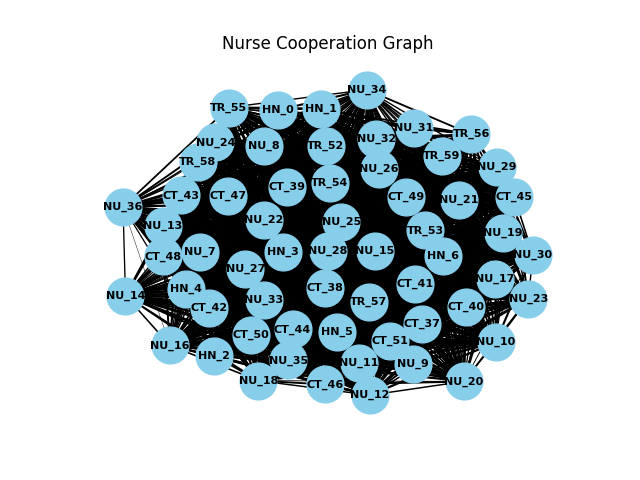 Nurse Cooperation Graph
NU_34
TR_55
HN_0
HN_1
NU_31
TR_56
NU_24
NU_8
TR_52
NU_32
TR_59
TR_58
NU_26
NU_29
CT_43
CT_47
CT_39
TR_54
CT_49
NU_21
CT_45
NU_36
NU_13
NU_22
NU_25
TR_53
NU_19
CT_48
NU_7
HN_3
NU_28
NU_15
HN_6
NU_30
NU_27
NU_14
HN_4
CT_42
NU_33
CT_38
TR_57
CT_41
NU_17
CT_40
NU_23
NU_16
HN_2
CT_50
CT_44
HN_5
CT_51
CT_37
NU_10
NU_18
NU_35
CT_46
NU_11
NU_12
NU_9
NU_20